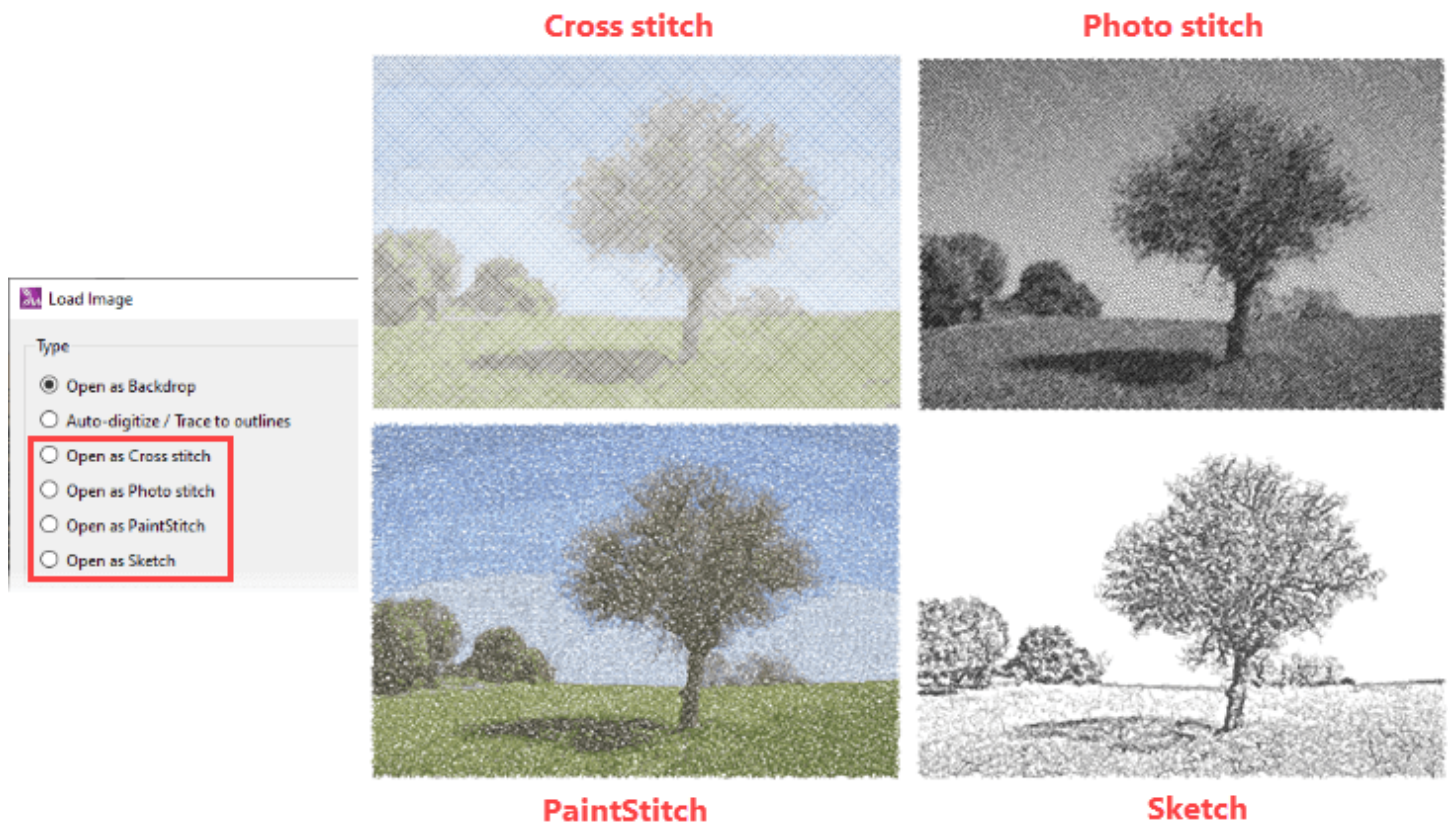 Cross stitch
Photo stitch
Load Image
Type
Open as Backdrop
Auto-digitize / Trace to outlines
Open as Cross stitch
Open as Photo stitch
Open as PaintStitch
Open as Sketch
PaintStitch
Sketch